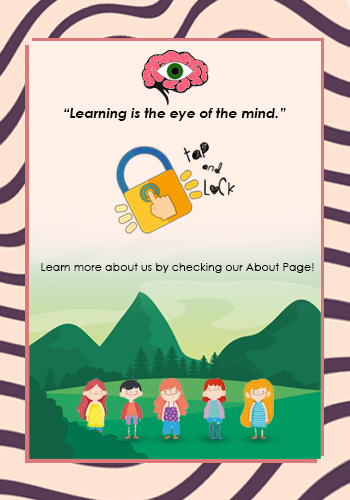 “Learning is the eye of the mind.”
tap
and
Lock
Learn more about us by checking our About Page!